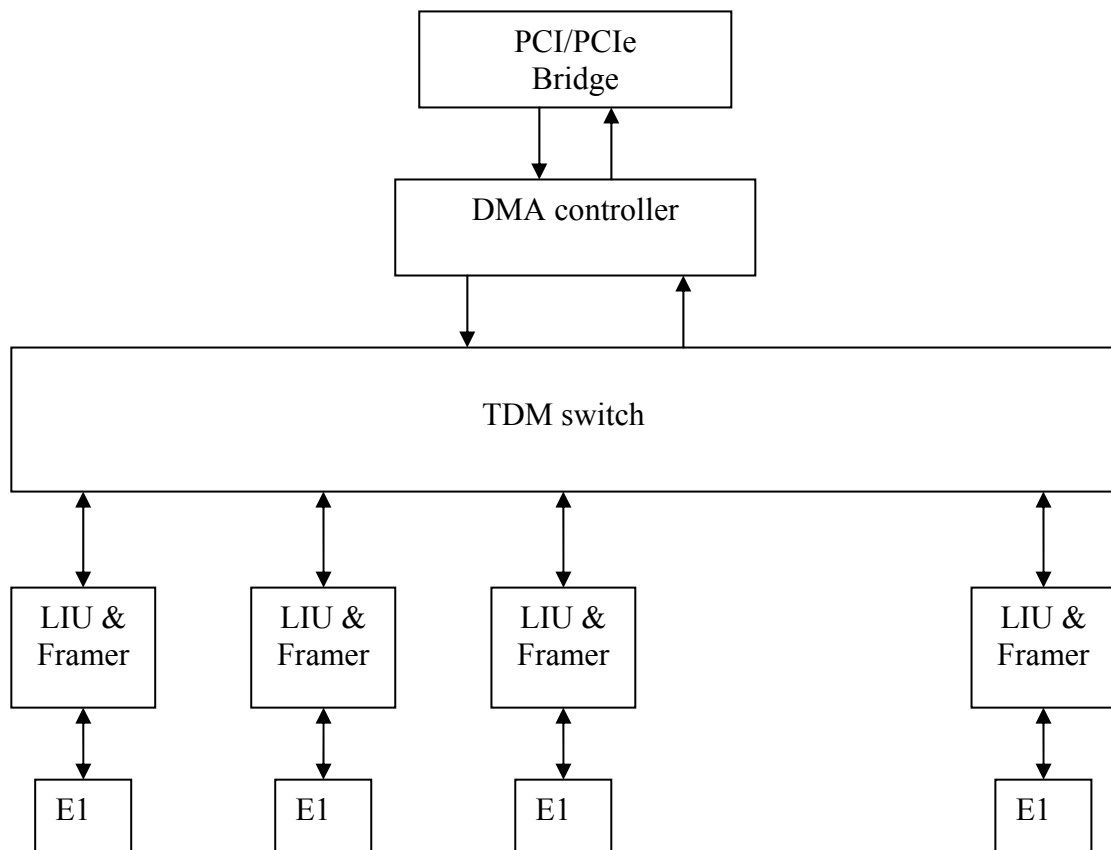 PCI/PCIe
Bridge
DMA controller
TDM switch
LIU &
Framer
LIU &
Framer
LIU &
Framer
LIU &
Framer
E1
E1
E1
E1